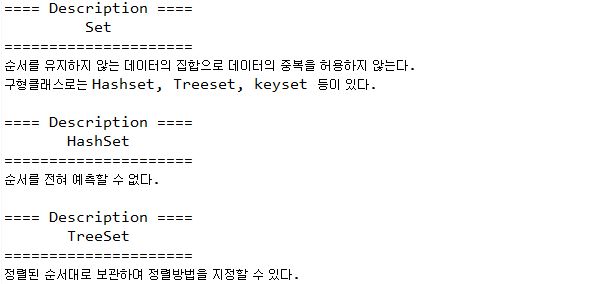 ==== Description ====
Set
=====================
순서를 유지하지 않는 데이터의 집합으로 데이터의 중복을 허용하지 않는다.
구형클래스로는 Hashset, Treeset, keyset 등이 있다.
==== Description ====
HashSet
=====================
순서를 전혀 예측할 수 없다.
==== Description ====
TreeSet
=====================
정렬된 순서대로 보관하며 정렬방법을 지정할 수 있다.